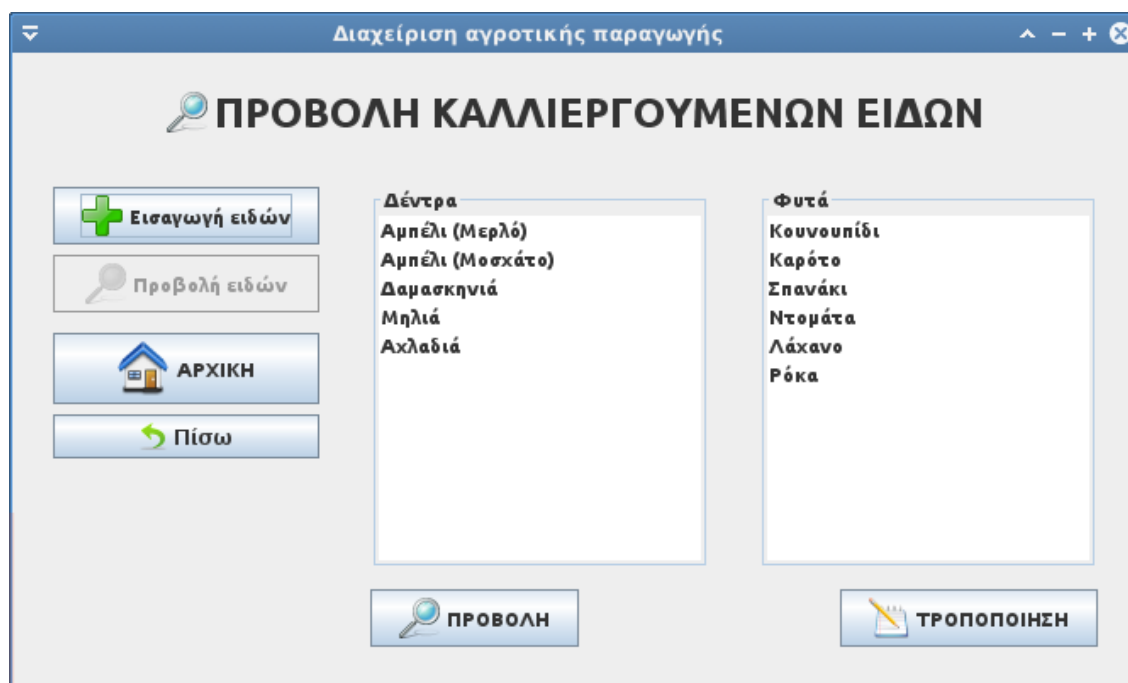 Διαχείριση αγροτικής παραγωγής
ΠΡΟΒΟΛΗ ΚΑΛΛΙΕΡΓΟΥΜΕΝΩΝ ΕΙΔΩΝ
Εισαγωγή ειδών
Προβολή ειδών
ΑΡΧΙΚΗ
Πίσω
Δέντρα
Αμπέλι (Μερλό)
Αμπέλι (Μοσχάτο)
Δαμασκηνιά
Μηλιά
Αχλαδιά
Φυτά
Κουνουπίδι
Καρότο
Σπανάκι
Ντομάτα
Λάχανο
Ρόκα
ΠΡΟΒΟΛΗ
ΤΡΟΠΟΠΟΙΗΣΗ